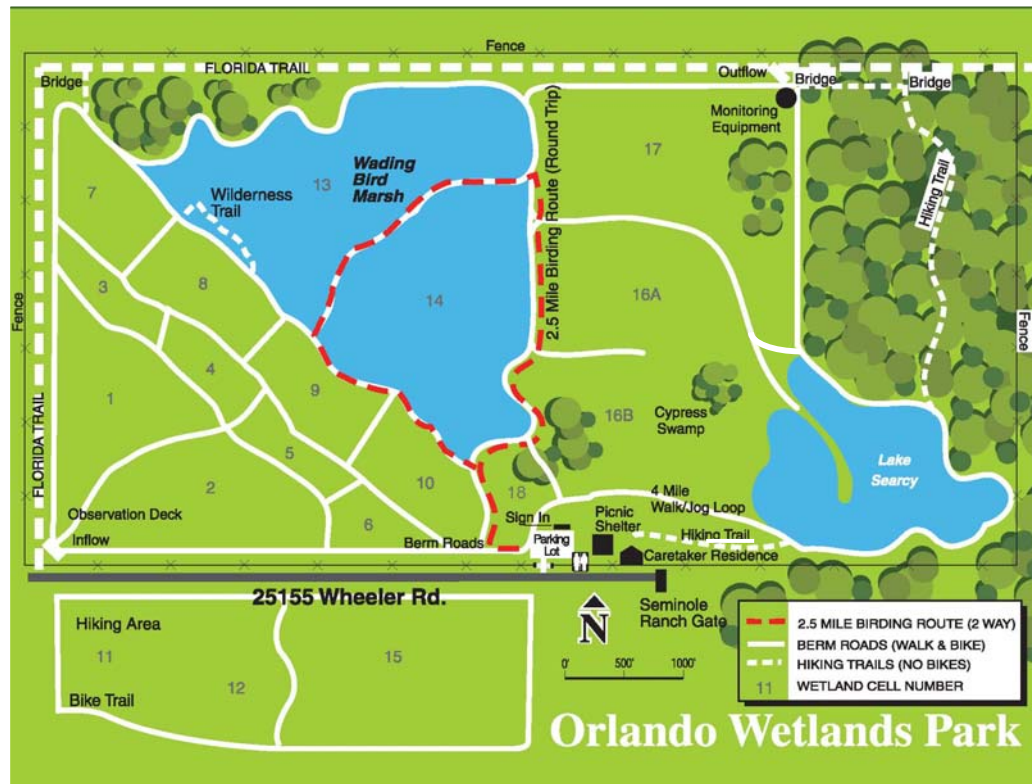 Fence
FLORIDA TRAIL
Bridge
Outflow
Bridge
Bridge
Monitoring
Equipment
2.5 Mile Birding Route (Round Trip)
Wading
Bird
Marsh
17
13
7
Wilderness
Trail
Hiking Trail
3
8
14
16A
Fence
Fence
4
1
9
16B
Cypress
Swamp
FLORIDA TRAIL
5
Lake
Searcy
2
10
18
4 Mile
Walk/Jog Loop
Observation Deck
Inflow
6
Sign In
Picnic
Shelter
Hiking Trail
Berm Roads
Parking
Lot
Caretaker Residence
25155 Wheeler Rd.
Seminole
Ranch Gate
N
Hiking Area
11
12
15
Bike Trail
0' 500' 1000'
2.5 MILE BIRDING ROUTE (2 WAY)
BERM ROADS (WALK & BIKE)
HIKING TRAILS (NO BIKES)
11 WETLAND CELL NUMBER
Orlando Wetlands Park